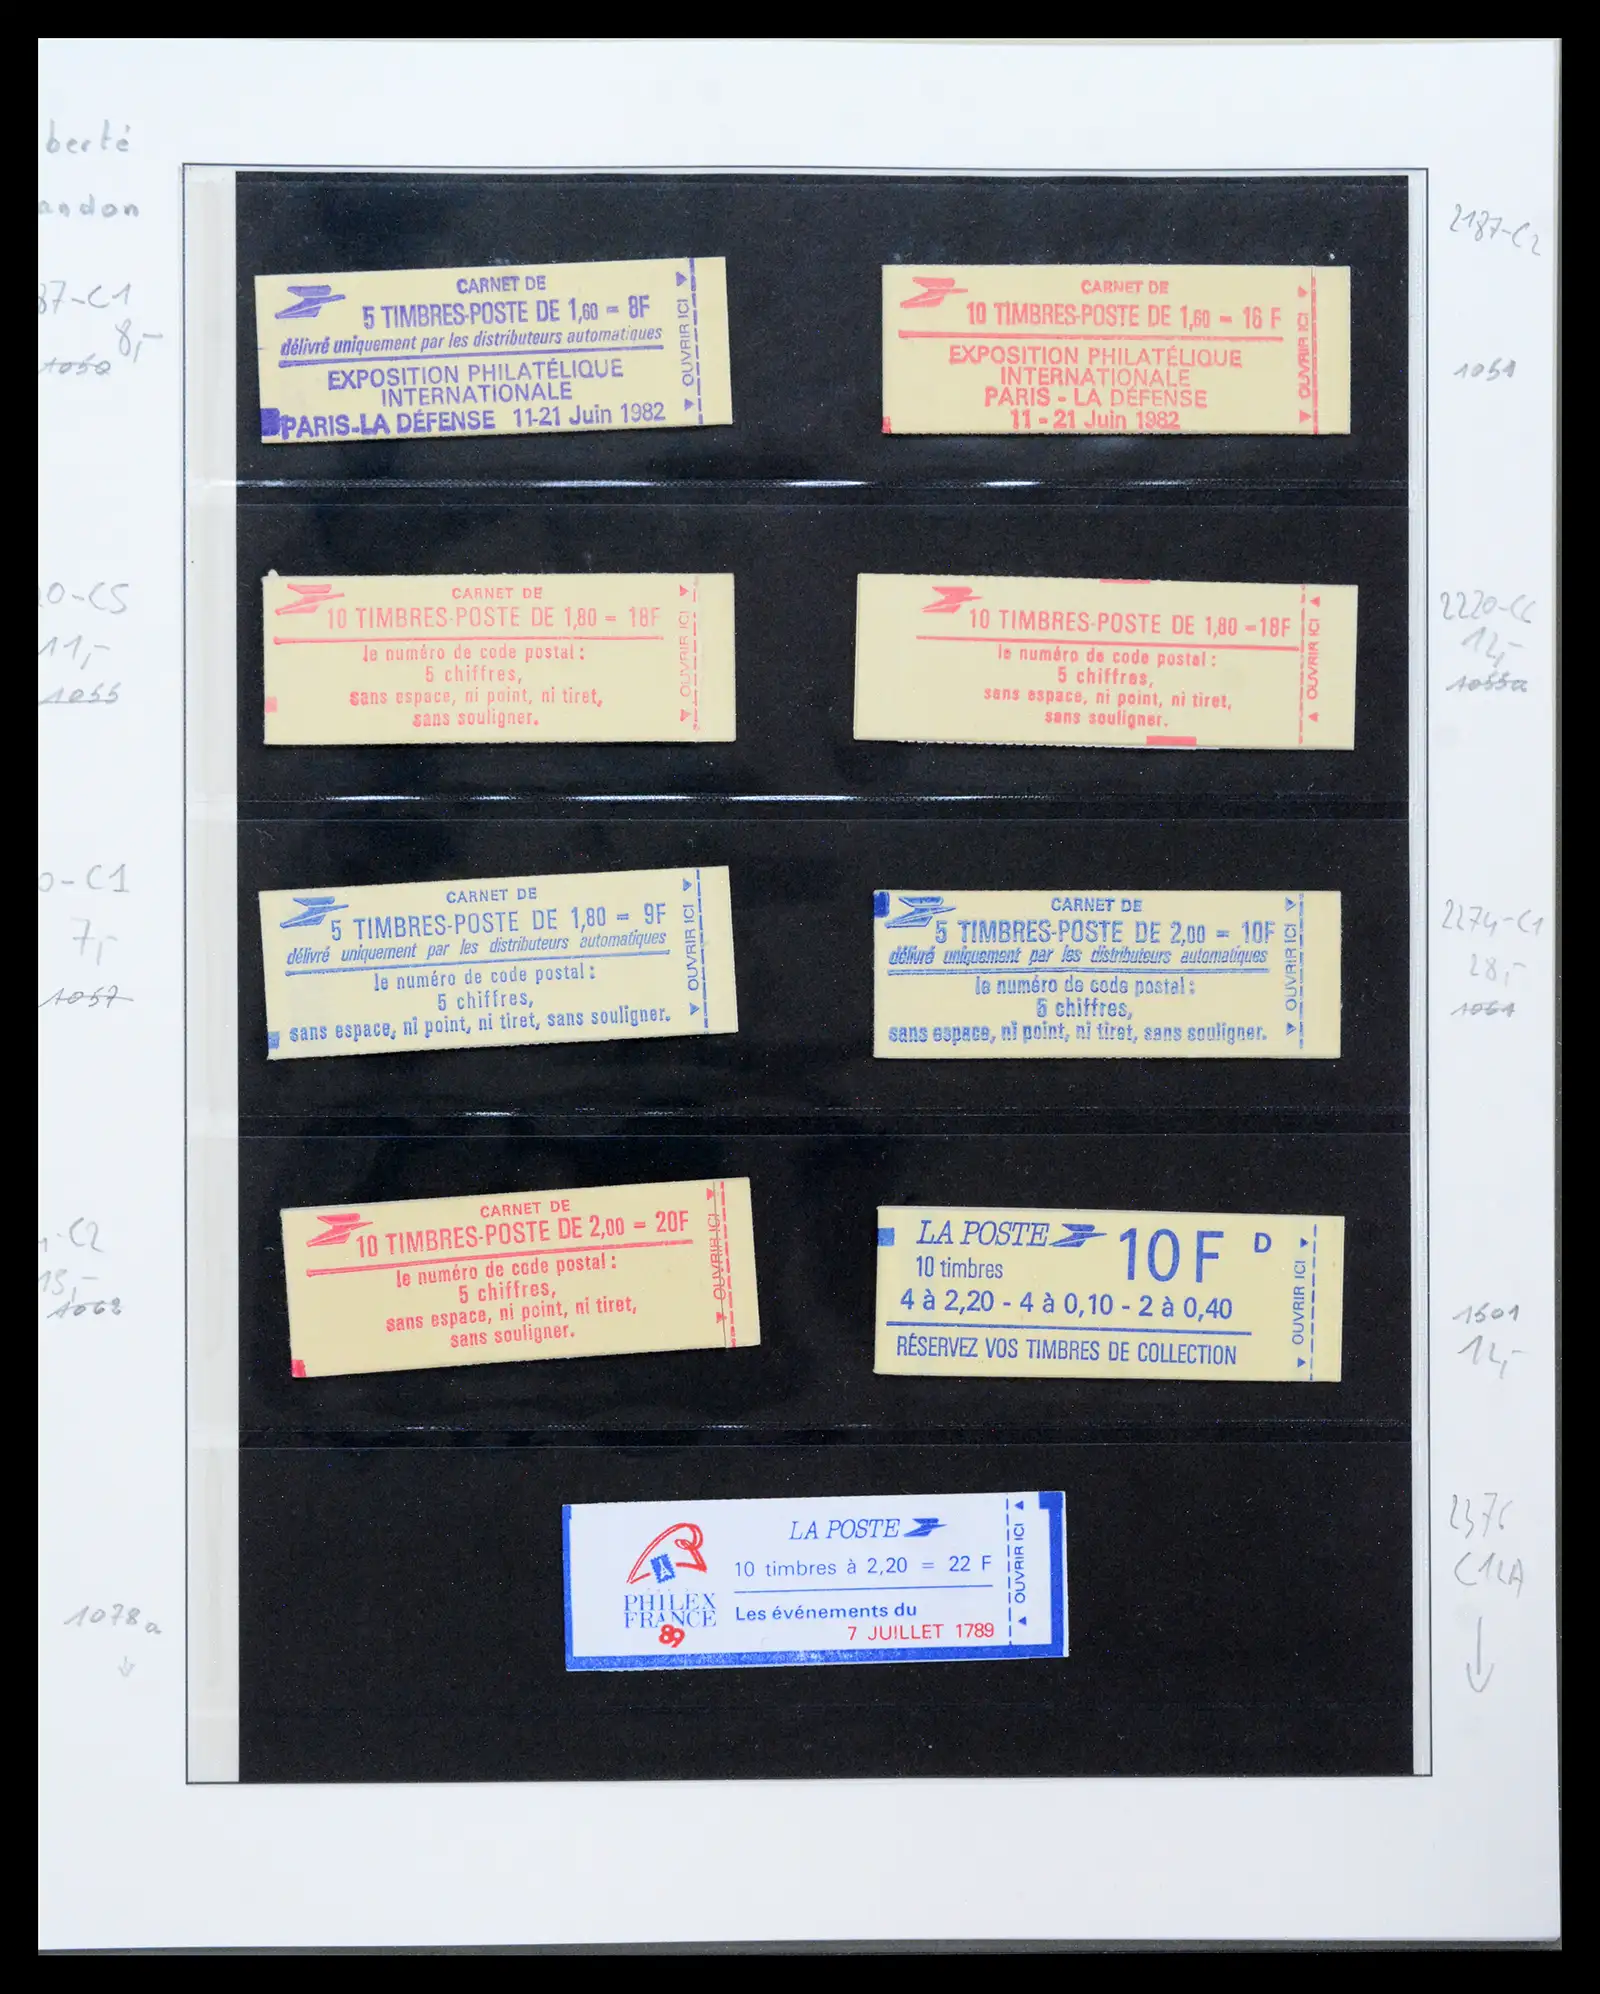 berté
andon
87-C1
8,-
1050
CARNET DE
5 TIMBRES-POSTE DE 1,60 = 8F
délivré uniquement par les distributeurs automatiques
EXPOSITION PHILATÉLIQUE
INTERNATIONALE
PARIS-LA DÉFENSE 11-21 Juin 1982
OUVRIR ICI
CARNET DE
10 TIMBRES-POSTE DE 1,60 = 16 F
EXPOSITION PHILATÉLIQUE
INTERNATIONALE
PARIS - LA DÉFENSE
11 - 21 Juin 1982
OUVRIR ICI
2187-C2
1051
0-C5
11,-
1055
CARNET DE
10 TIMBRES-POSTE DE 1,80 = 18F
le numéro de code postal :
5 chiffres,
sans espace, ni point, ni tiret,
sans souligner.
OUVRIR ICI
10 TIMBRES-POSTE DE 1,80 =18F
le numéro de code postal :
5 chiffres,
sans espace, ni point, ni tiret,
sans souligner.
OUVRIR ICI
2220-C6
12,-
1055a
0-C1
7,-
1057
CARNET DE
5 TIMBRES-POSTE DE 1,80 = 9F
délivré uniquement par les distributeurs automatiques
le numéro de code postal :
5 chiffres,
sans espace, ni point, ni tiret, sans souligner.
OUVRIR ICI
CARNET DE
5 TIMBRES-POSTE DE 2,00 = 10F
délivré uniquement par les distributeurs automatiques
le numéro de code postal :
5 chiffres,
sans espace, ni point, ni tiret, sans souligner.
OUVRIR ICI
2274-C1
28,-
1061
-C2
15,-
1062
CARNET DE
10 TIMBRES-POSTE DE 2,00 = 20F
le numéro de code postal :
5 chiffres,
sans espace, ni point, ni tiret,
sans souligner.
OUVRIR ICI
LA POSTE 10F D
10 timbres
4 à 2,20 - 4 à 0,10 - 2 à 0,40
RÉSERVEZ VOS TIMBRES DE COLLECTION
OUVRIR ICI
1501
12,-
1078a
PHILEX
FRANCE
89
LA POSTE
10 timbres à 2,20 = 22 F
Les événements du
7 JUILLET 1789
OUVRIR ICI
2376
C12A